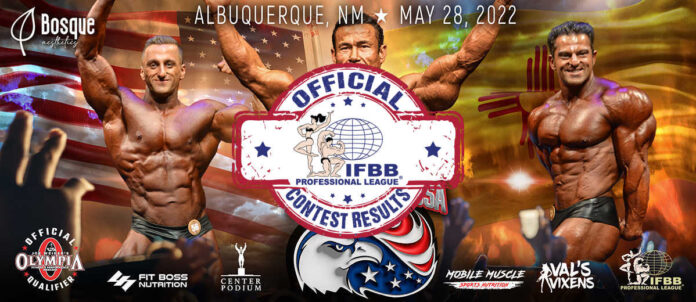 ALBUQUERQUE, NM ★ MAY 28, 2022
Bosque
aesthetics
OFFICIAL
IFBB
PROFESSIONAL LEAGUE
CONTEST RESULTS
USA
OFFICIAL
OLYMPIA
QUALIFIER
FIT BOSS
NUTRITION
CENTER
PODIUM
MOBILE MUSCLE
SPORTS NUTRITION
VAL'S
VIXENS
IFBB
PROFESSIONAL LEAGUE